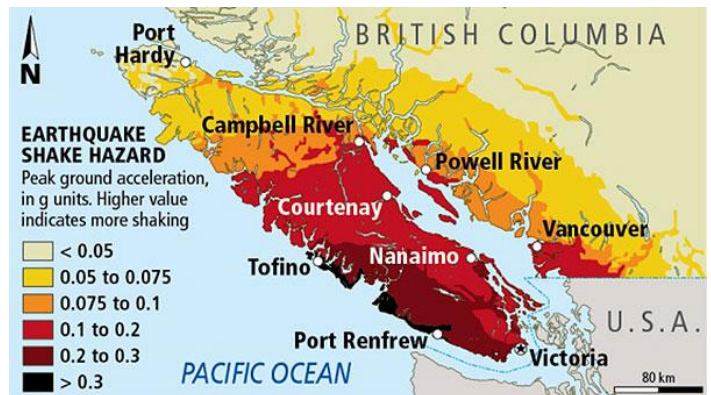 BRITISH COLUMBIA
Port
Hardy
N
EARTHQUAKE
SHAKE HAZARD
Peak ground acceleration,
in g units. Higher value
indicates more shaking
< 0.05
0.05 to 0.075
0.075 to 0.1
0.1 to 0.2
0.2 to 0.3
> 0.3
Campbell River
Powell River
Courtenay
Vancouver
Nanaimo
Tofino
U.S.A.
Port Renfrew
Victoria
PACIFIC OCEAN
80 km